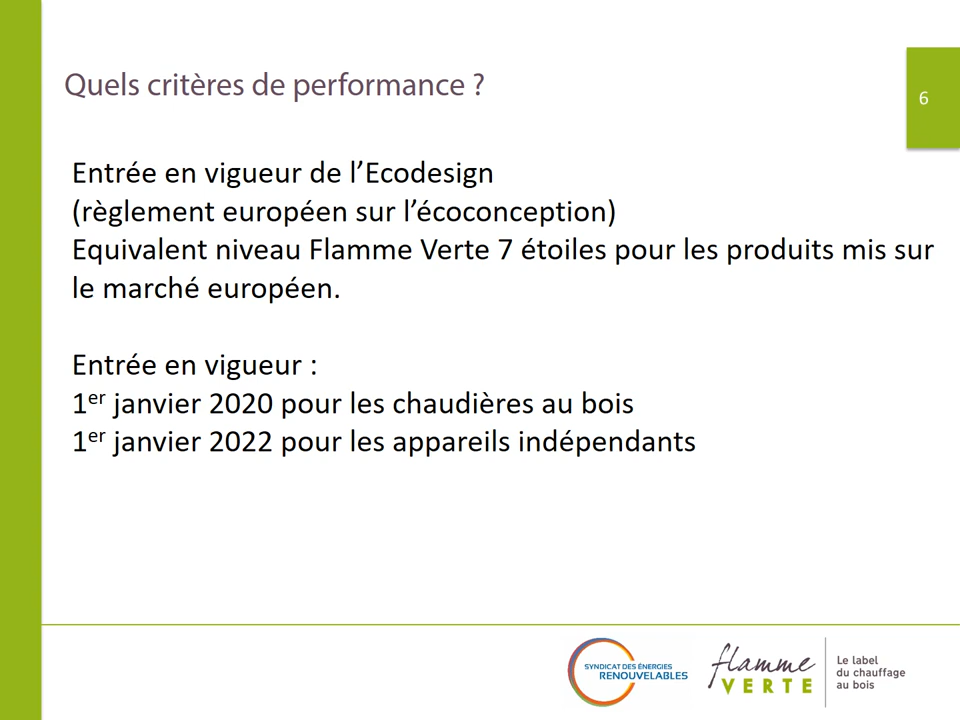 Quels critères de performance ?
6
Entrée en vigueur de l’Ecodesign
(règlement européen sur l’écoconception)
Equivalent niveau Flamme Verte 7 étoiles pour les produits mis sur
le marché européen.
Entrée en vigueur :
1er janvier 2020 pour les chaudières au bois
1er janvier 2022 pour les appareils indépendants
SYNDICAT DES ÉNERGIES
RENOUVELABLES
flamme
VERTE
Le label
du chauffage
au bois